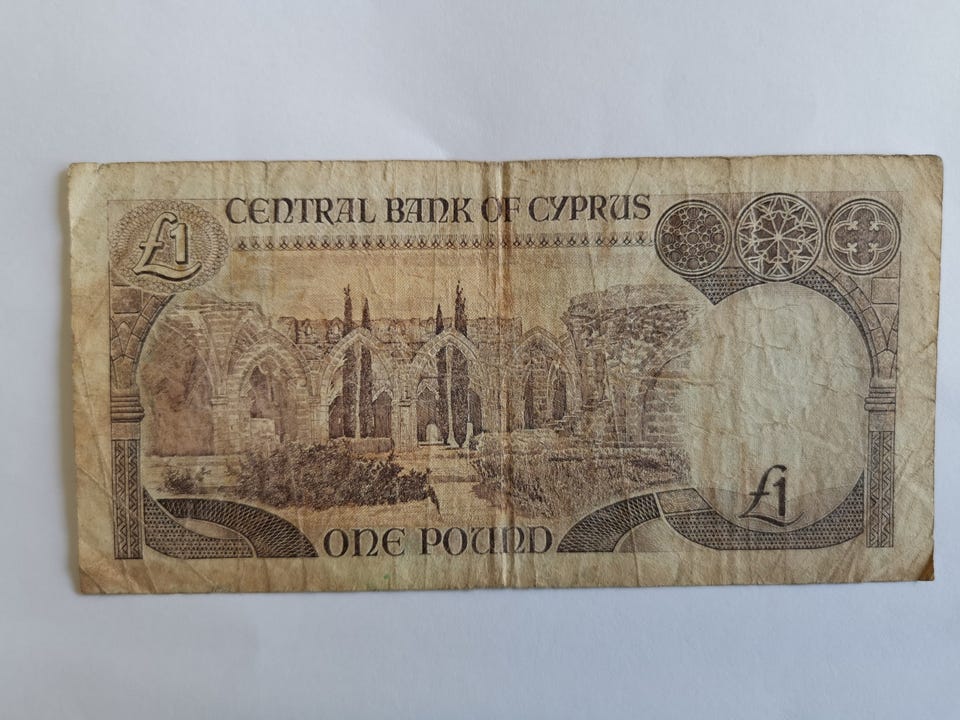 CENTRAL BANK OF CYPRUS
£1
£1
ONE POUND